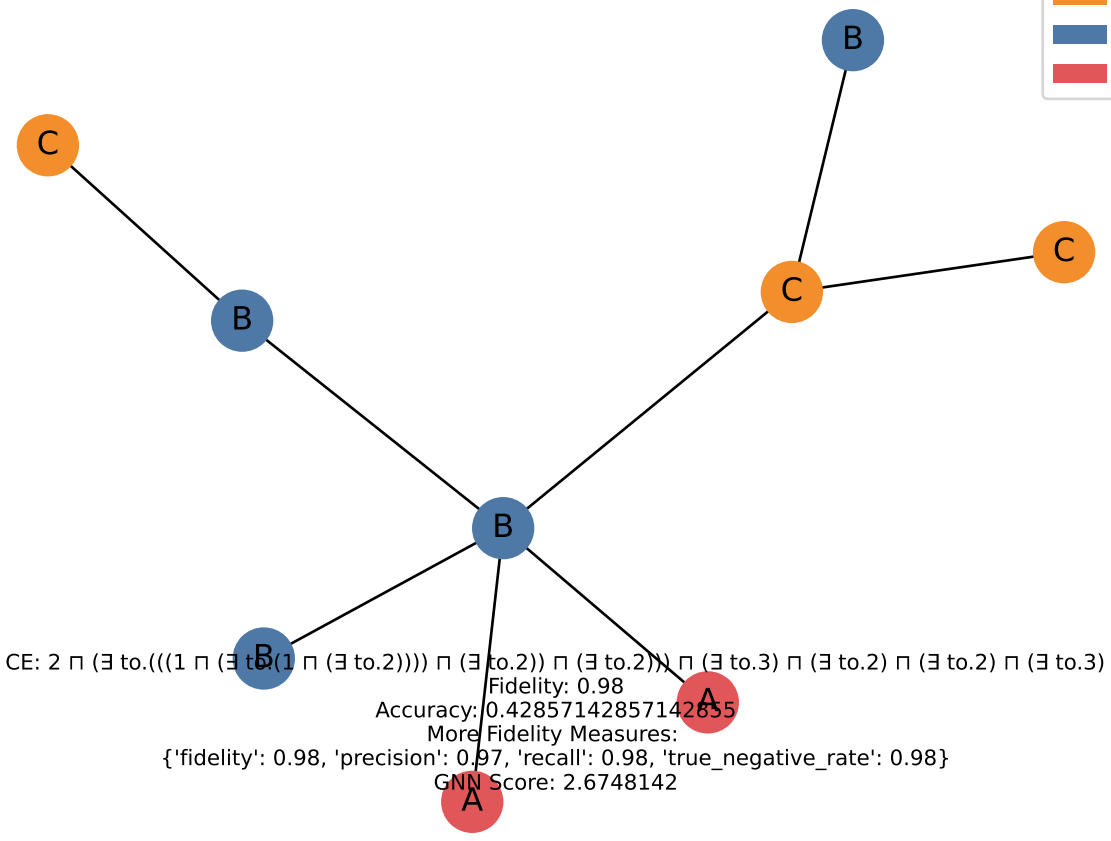 B
C
C
C
B
B
B
CE: 2 ⊓ (∃ to.(((1 ⊓ (∃ to.(1 ⊓ (∃ to.2)))) ⊓ (∃ to.2)) ⊓ (∃ to.2))) ⊓ (∃ to.3) ⊓ (∃ to.2) ⊓ (∃ to.2) ⊓ (∃ to.3)
Fidelity: 0.98
A
Accuracy: 0.42857142857142855
More Fidelity Measures:
{'fidelity': 0.98, 'precision': 0.97, 'recall': 0.98, 'true_negative_rate': 0.98}
GNN Score: 2.6748142
A